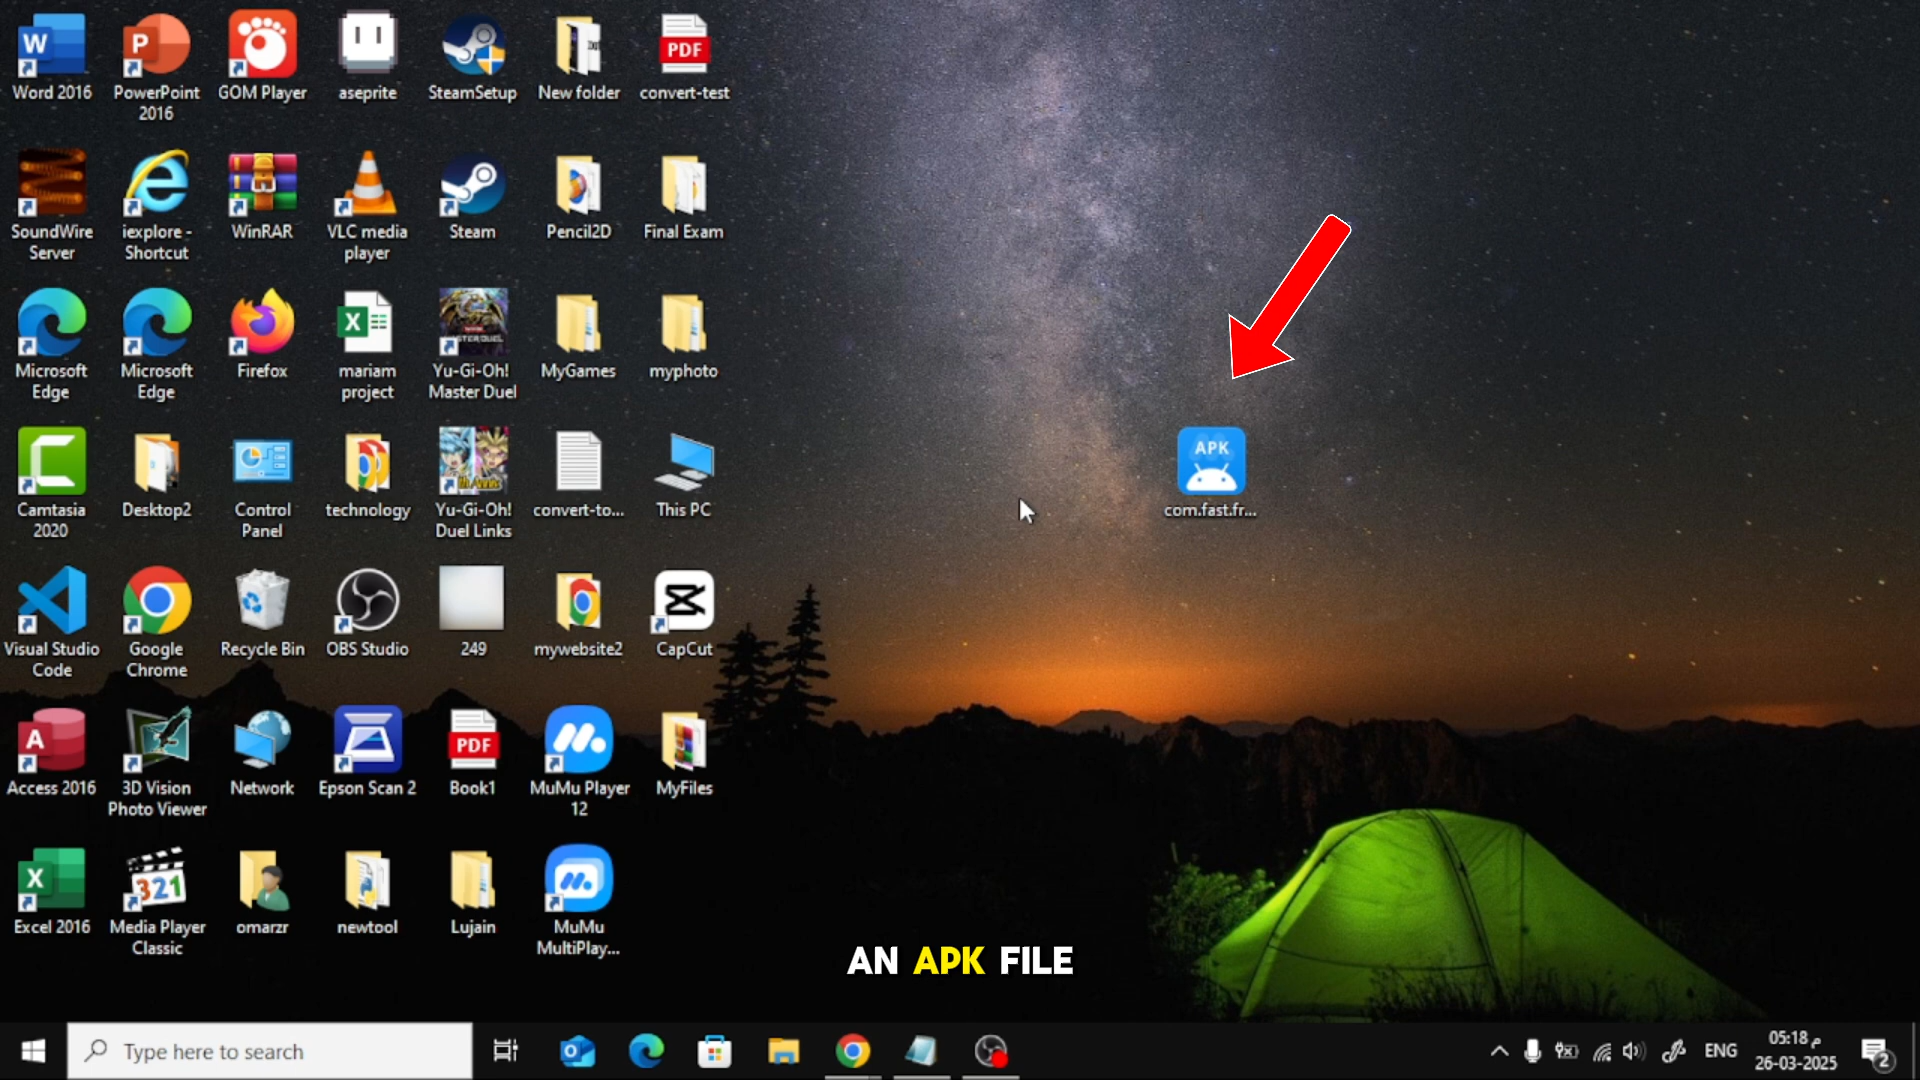 Word 2016
PowerPoint
2016
GOM Player
aseprite
SteamSetup
New folder
PDF
convert-test
SoundWire
Server
iexplore -
Shortcut
WinRAR
VLC media
player
Steam
Pencil2D
Final Exam
Microsoft
Edge
Microsoft
Edge
Firefox
mariam
project
Yu-Gi-Oh!
Master Duel
MyGames
myphoto
Camtasia
2020
Desktop2
Control
Panel
technology
Yu-Gi-Oh!
Duel Links
convert-to...
This PC
APK
com.fast.fr...
Visual Studio
Code
Google
Chrome
Recycle Bin
OBS Studio
249
mywebsite2
CapCut
Access 2016
3D Vision
Photo Viewer
Network
Epson Scan 2
PDF
Book1
MuMu Player
12
MyFiles
Excel 2016
321
Media Player
Classic
omarzr
newtool
Lujain
MuMu
MultiPlay...
AN APK FILE
Type here to search
ENG
05:18 م
26-03-2025
2